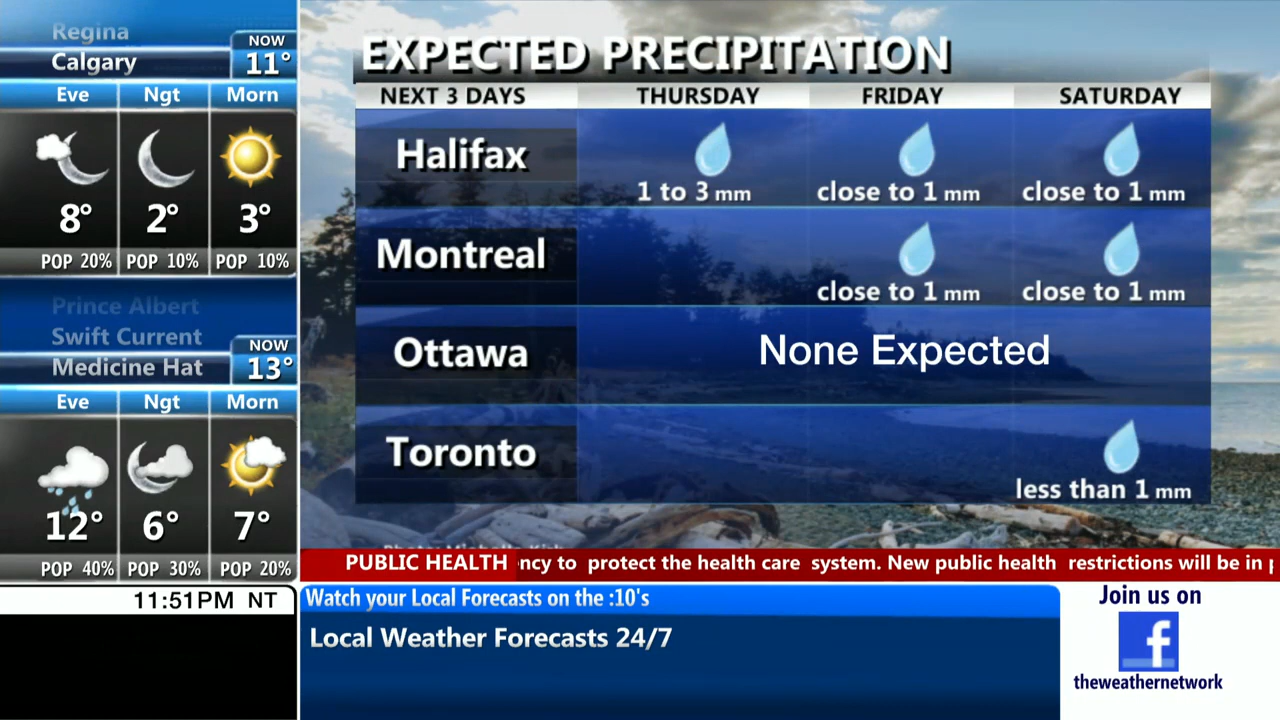 Regina
Calgary
NOW
11°
Eve Ngt Morn
8° 2° 3°
POP 20% POP 10% POP 10%
Prince Albert
Swift Current
Medicine Hat
NOW
13°
Eve Ngt Morn
12° 6° 7°
POP 40% POP 30% POP 20%
11:51PM NT
EXPECTED PRECIPITATION
NEXT 3 DAYS THURSDAY FRIDAY SATURDAY
Halifax
1 to 3 mm close to 1 mm close to 1 mm
Montreal
close to 1 mm close to 1 mm
Ottawa None Expected
Toronto
less than 1 mm
PUBLIC HEALTH ncy to protect the health care system. New public health restrictions will be in
Watch your Local Forecasts on the :10's
Local Weather Forecasts 24/7
Join us on
f
theweathernetwork